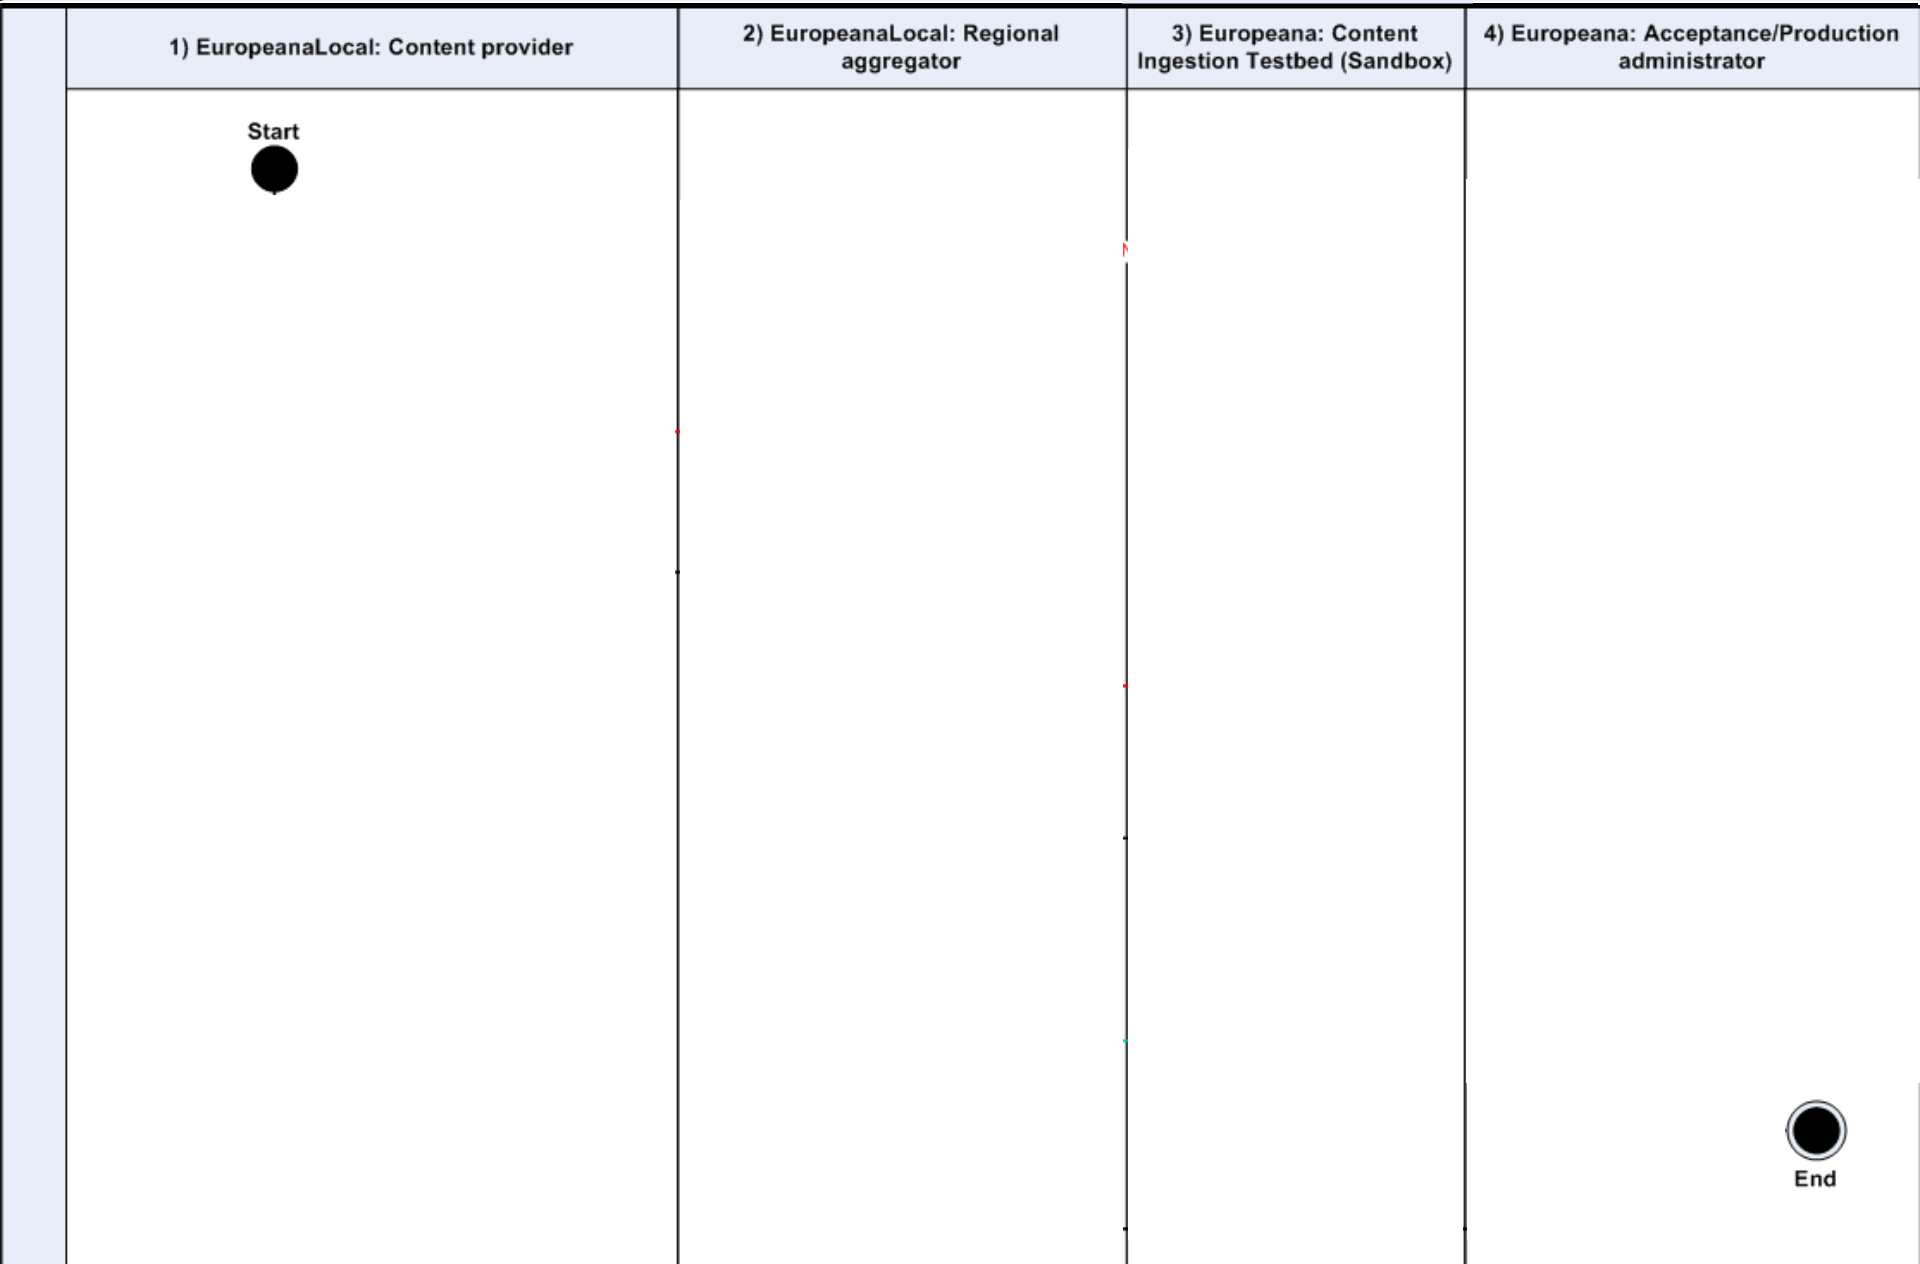 1) EuropeanaLocal: Content provider
2) EuropeanaLocal: Regional
aggregator
3) Europeana: Content
Ingestion Testbed (Sandbox)
4) Europeana: Acceptance/Production
administrator
Start
End